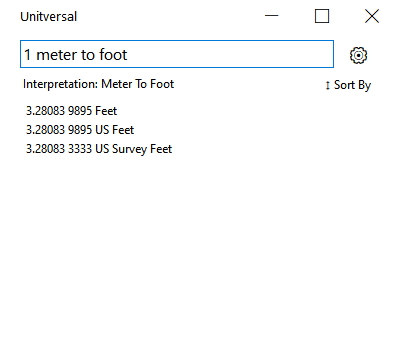 Unitversal
1 meter to foot
Interpretation: Meter To Foot
↕ Sort By
3.28083 9895 Feet
3.28083 9895 US Feet
3.28083 3333 US Survey Feet